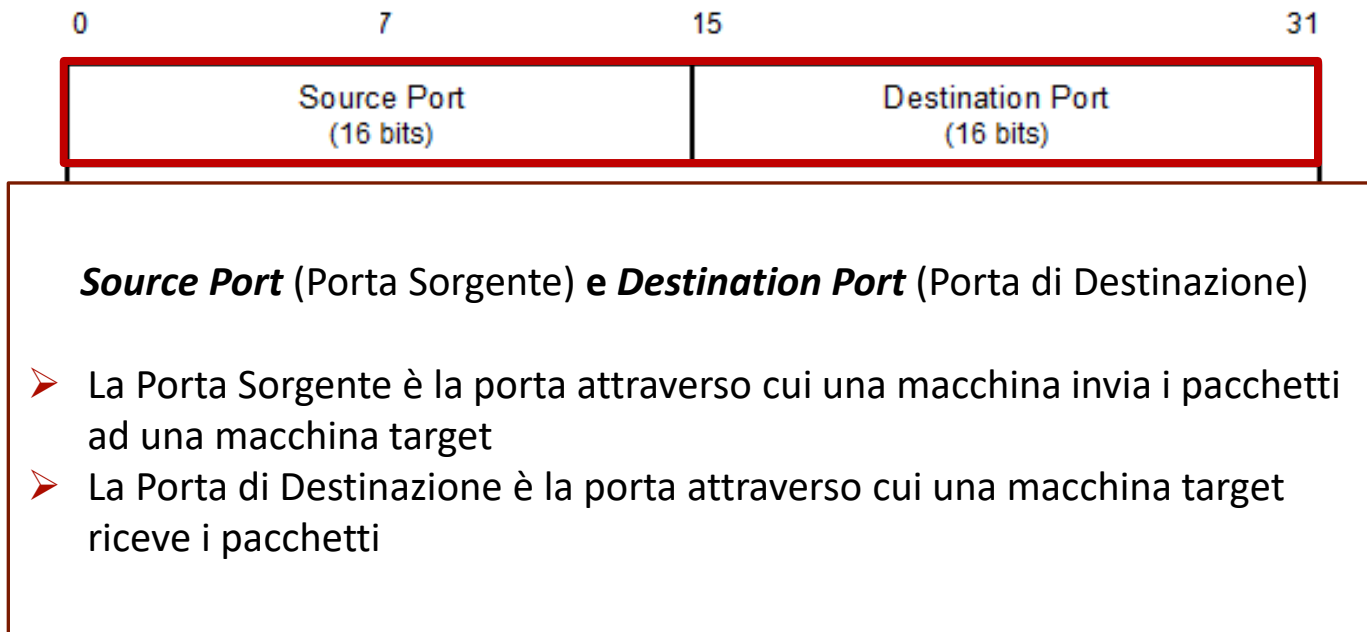 0 7 15 31
Source Port Destination Port
(16 bits) (16 bits)
Source Port (Porta Sorgente) e Destination Port (Porta di Destinazione)
➢ La Porta Sorgente è la porta attraverso cui una macchina invia i pacchetti
ad una macchina target
➢ La Porta di Destinazione è la porta attraverso cui una macchina target
riceve i pacchetti